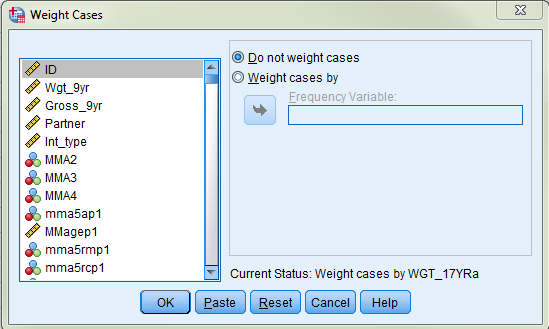 Weight Cases
ID
Wgt_9yr
Gross_9yr
Partner
Int_type
MMA2
MMA3
MMA4
mma5ap1
MMagep1
mma5rmp1
mma5rcp1
Do not weight cases
Weight cases by
Frequency Variable:
Current Status: Weight cases by WGT_17YRa
OK
Paste
Reset
Cancel
Help